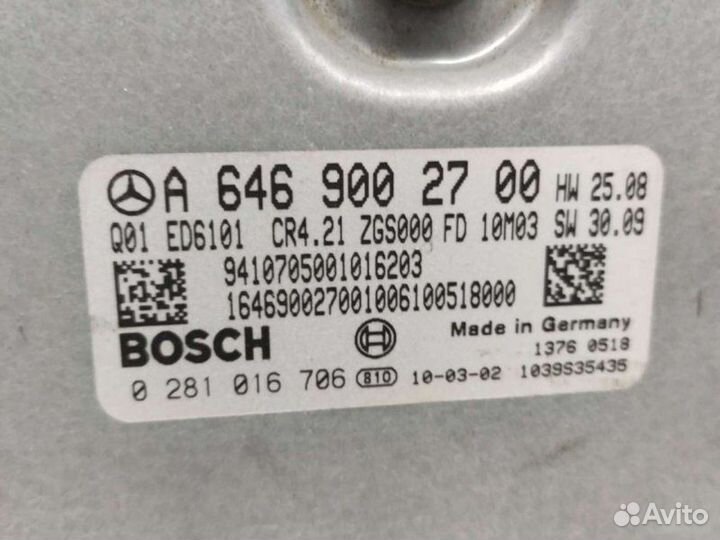 A 646 900 27 00 HW 25.08
Q01 ED6101 CR4.21 ZGS000 FD 10M03 SW 30.09
9410705001016203
164690027001006100518000
BOSCH
Made in Germany
1376 0518
0 281 016 706 810 10-03-02 1039S35435
Avito